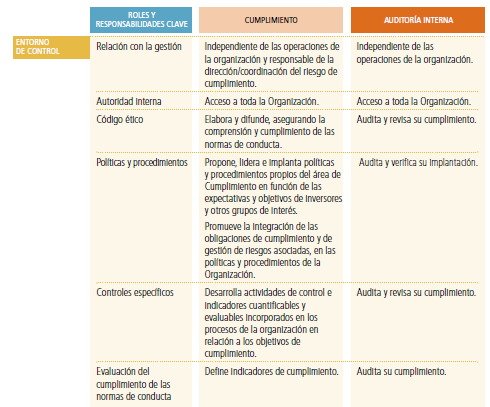 ROLES Y
RESPONSABILIDADES CLAVE
CUMPLIMIENTO
AUDITORÍA INTERNA
ENTORNO
DE CONTROL
Relación con la gestión
Independiente de las operaciones de
la organización y responsable de la
dirección/coordinación del riesgo de
cumplimiento.
Independiente de las
operaciones de la organización.
Autoridad interna
Acceso a toda la Organización.
Acceso a toda la Organización.
Código ético
Elabora y difunde, asegurando la
comprensión y cumplimiento de las
normas de conducta.
Audita y revisa su cumplimiento.
Políticas y procedimientos
Propone, lidera e implanta políticas
y procedimientos propios del área de
Cumplimiento en función de las
expectativas y objetivos de inversores
y otros grupos de interés.
Promueve la integración de las
obligaciones de cumplimiento y de
gestión de riesgos asociadas, en las
políticas y procedimientos de la
Organización.
Audita y verifica su implantación.
Controles específicos
Desarrolla actividades de control e
indicadores cuantificables y
evaluables incorporados en los
procesos de la organización en
relación a los objetivos de
cumplimiento.
Audita y revisa su cumplimiento.
Evaluación del
cumplimiento de las
normas de conducta
Define indicadores de cumplimiento.
Audita su cumplimiento.